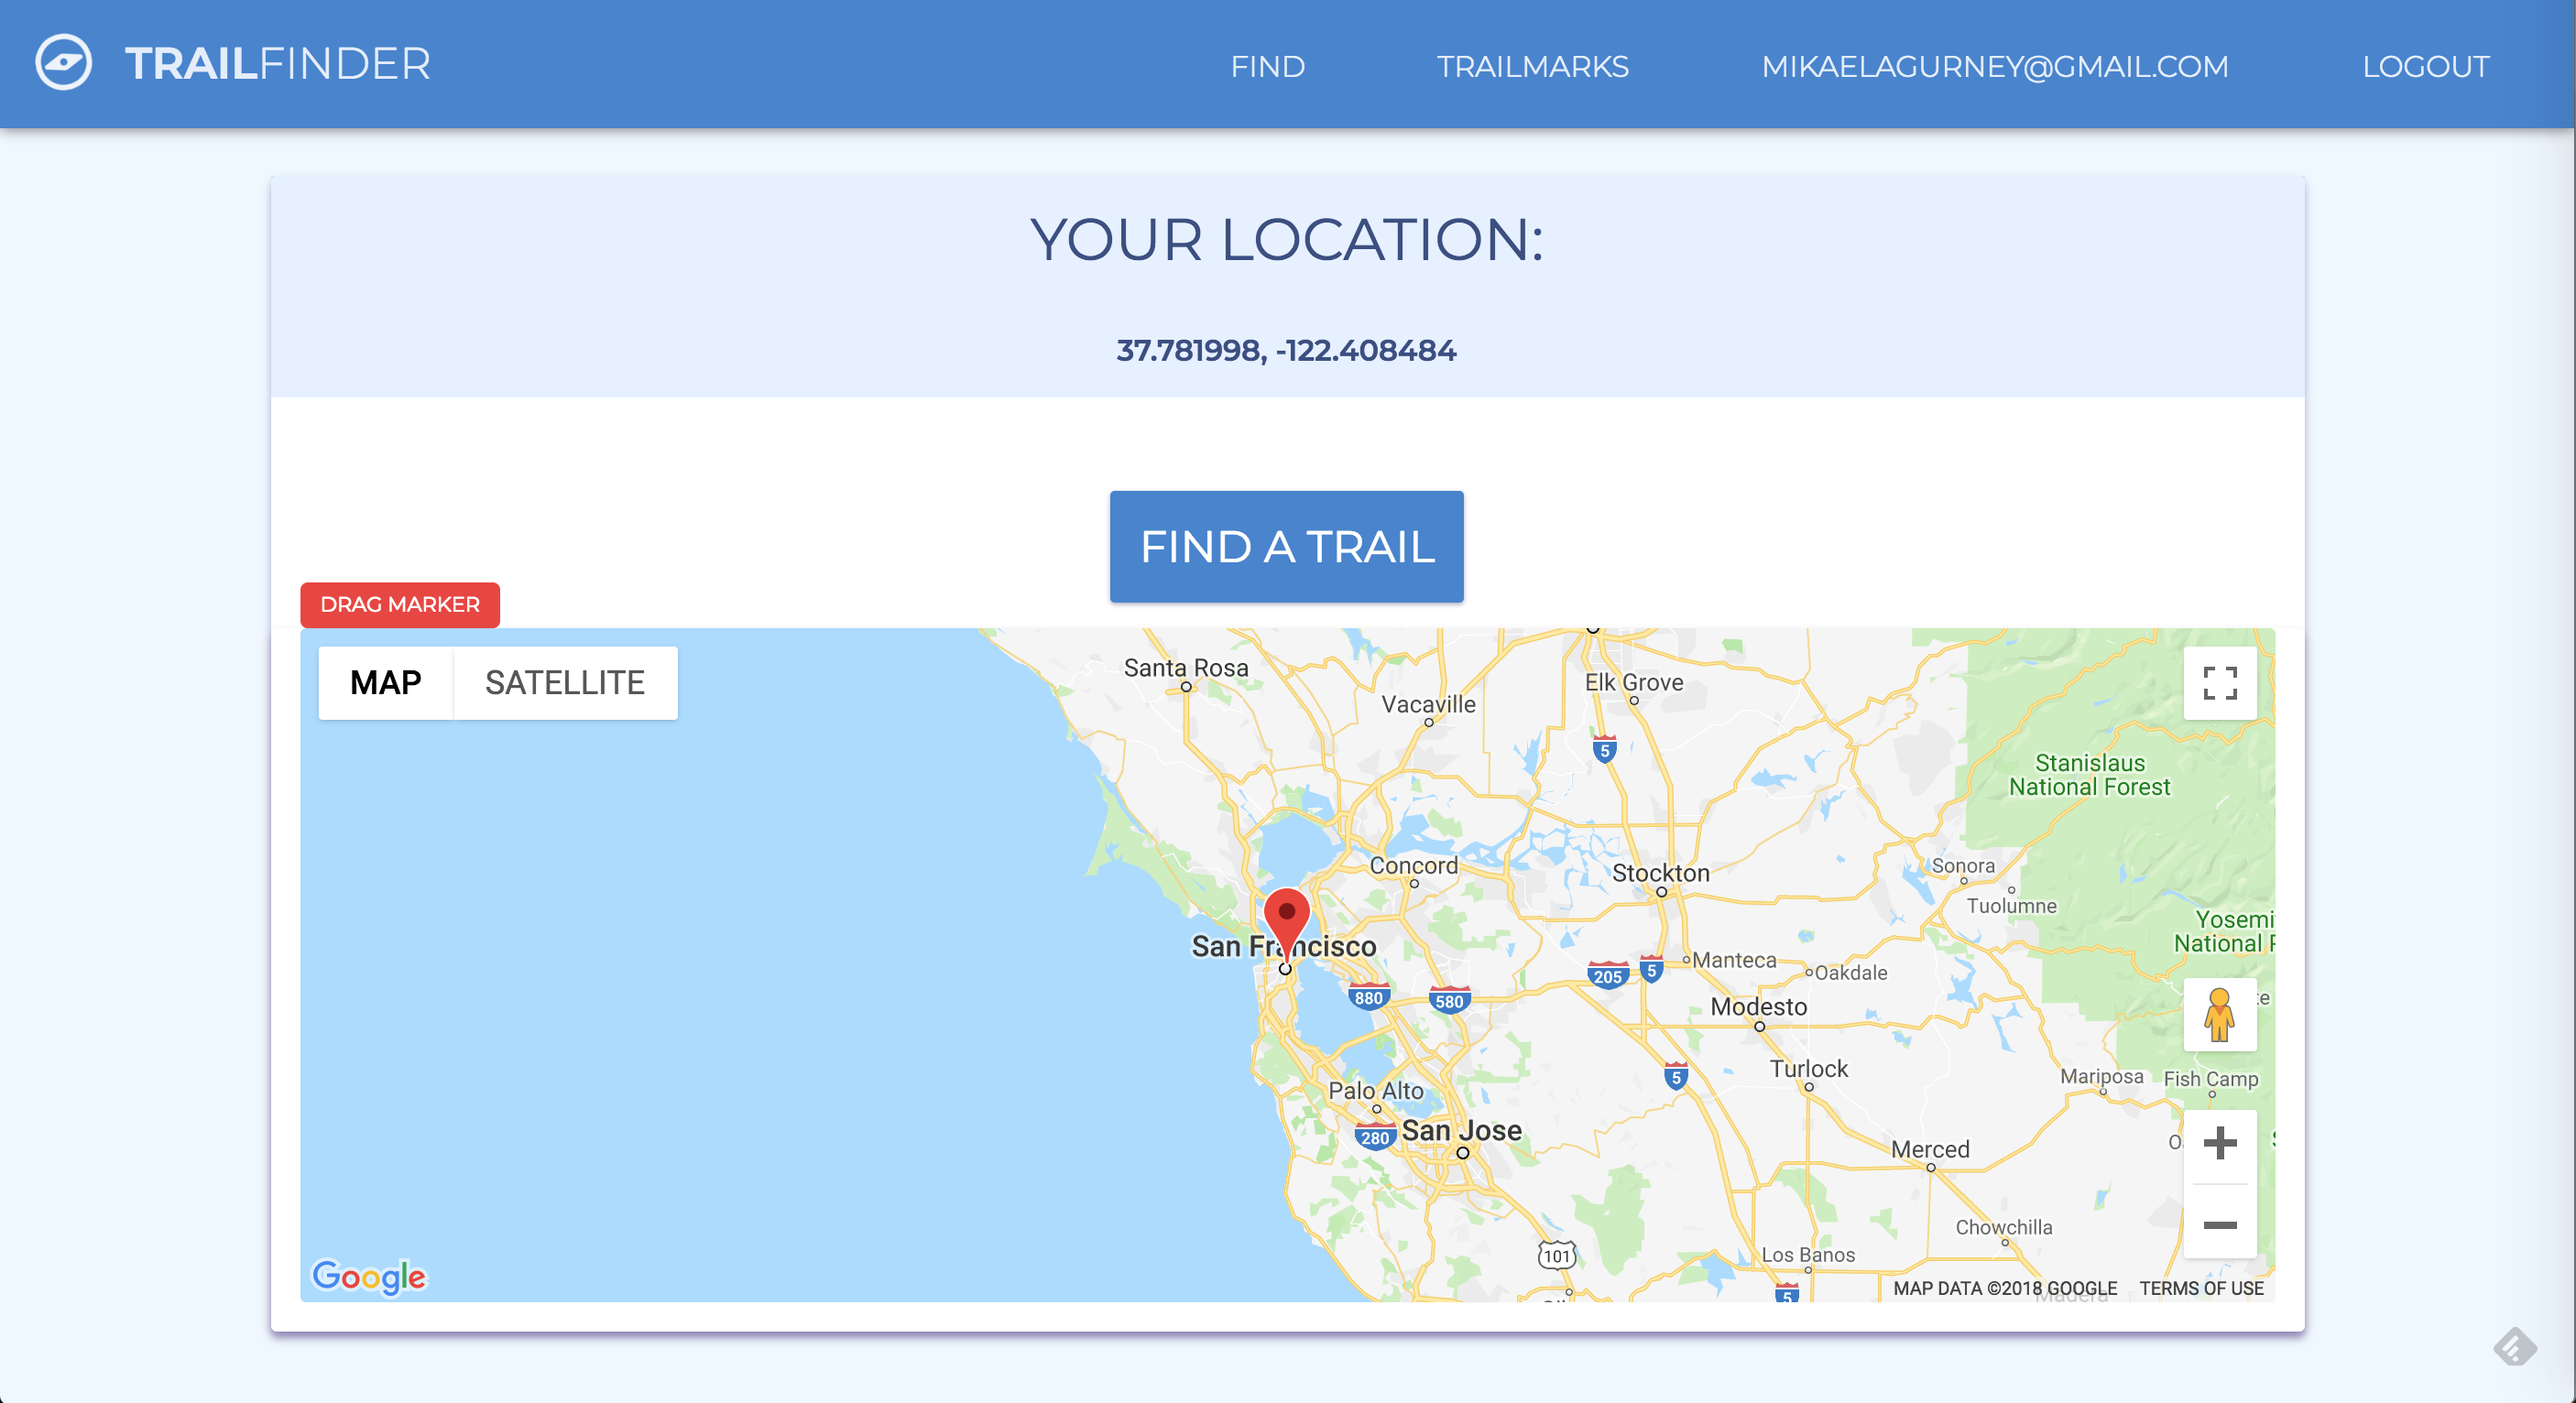 TRAILFINDER
FIND
TRAILMARKS
MIKAELAGURNEY@GMAIL.COM
LOGOUT
YOUR LOCATION:
37.781998, -122.408484
FIND A TRAIL
DRAG MARKER
MAP
SATELLITE
Santa Rosa
Vacaville
Elk Grove
5
Stanislaus
National Forest
Concord
Stockton
Sonora
Tuolumne
Yosemi
National
San Francisco
205
5
Manteca
Oakdale
880
580
Modesto
5
Turlock
Palo Alto
Mariposa
Fish Camp
280
San Jose
Merced
Chowchilla
101
Los Banos
5
Google
MAP DATA ©2018 GOOGLE
TERMS OF USE
Madera